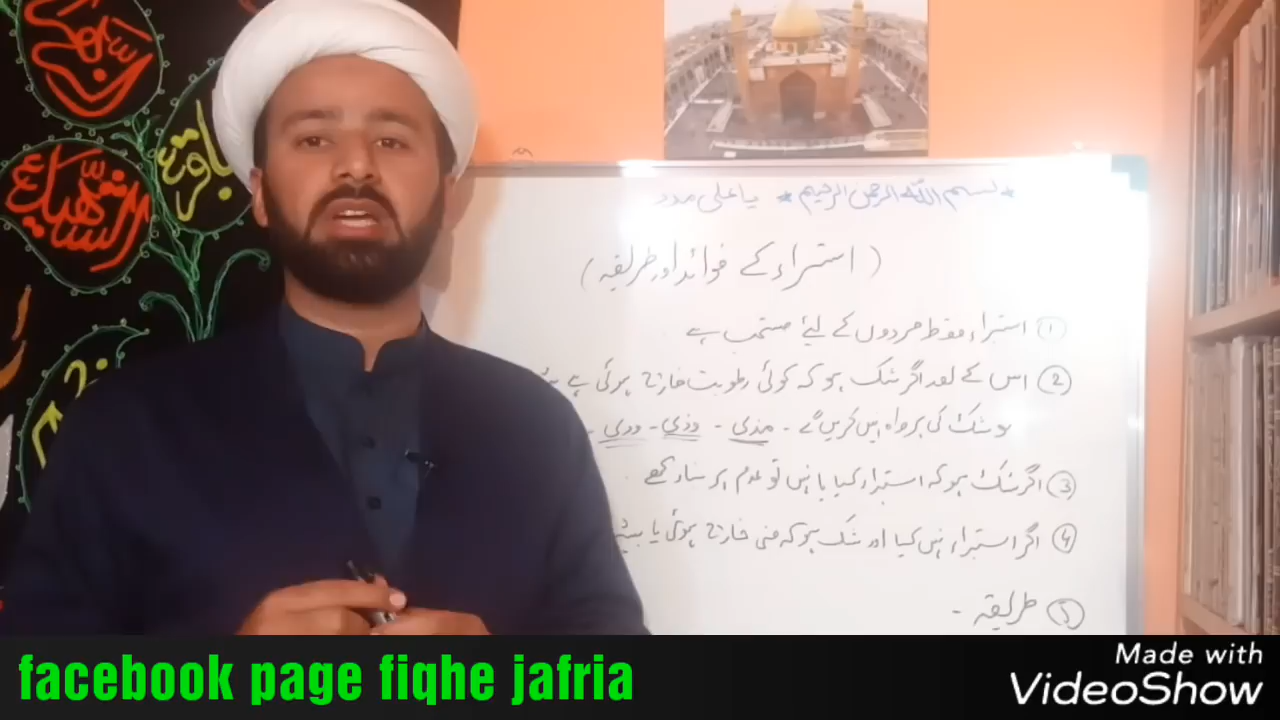 باقرؑ
بسم اللہ الرحمن الرحیم * یا علی مدد
( استبراء کے فوائد اور طریقہ )
① استبراء فقط مردوں کے لیئے مستحب ہے
② اس کے بعد اگر شک ہو کہ کوئی رطوبت خارج ہوئی ہے
تو شک کی پرواہ نہیں کریں گے - مذی - وذی - ودی -
③ اگر شک ہو کہ استبراء کیا یا نہیں تو عدم پر بنا رکھے
④ اگر استبراء نہیں کیا اور شک ہو کہ منی خارج ہوئی یا
⑤ طریقہ -
facebook page fiqhe jafria
Made with
VideoShow